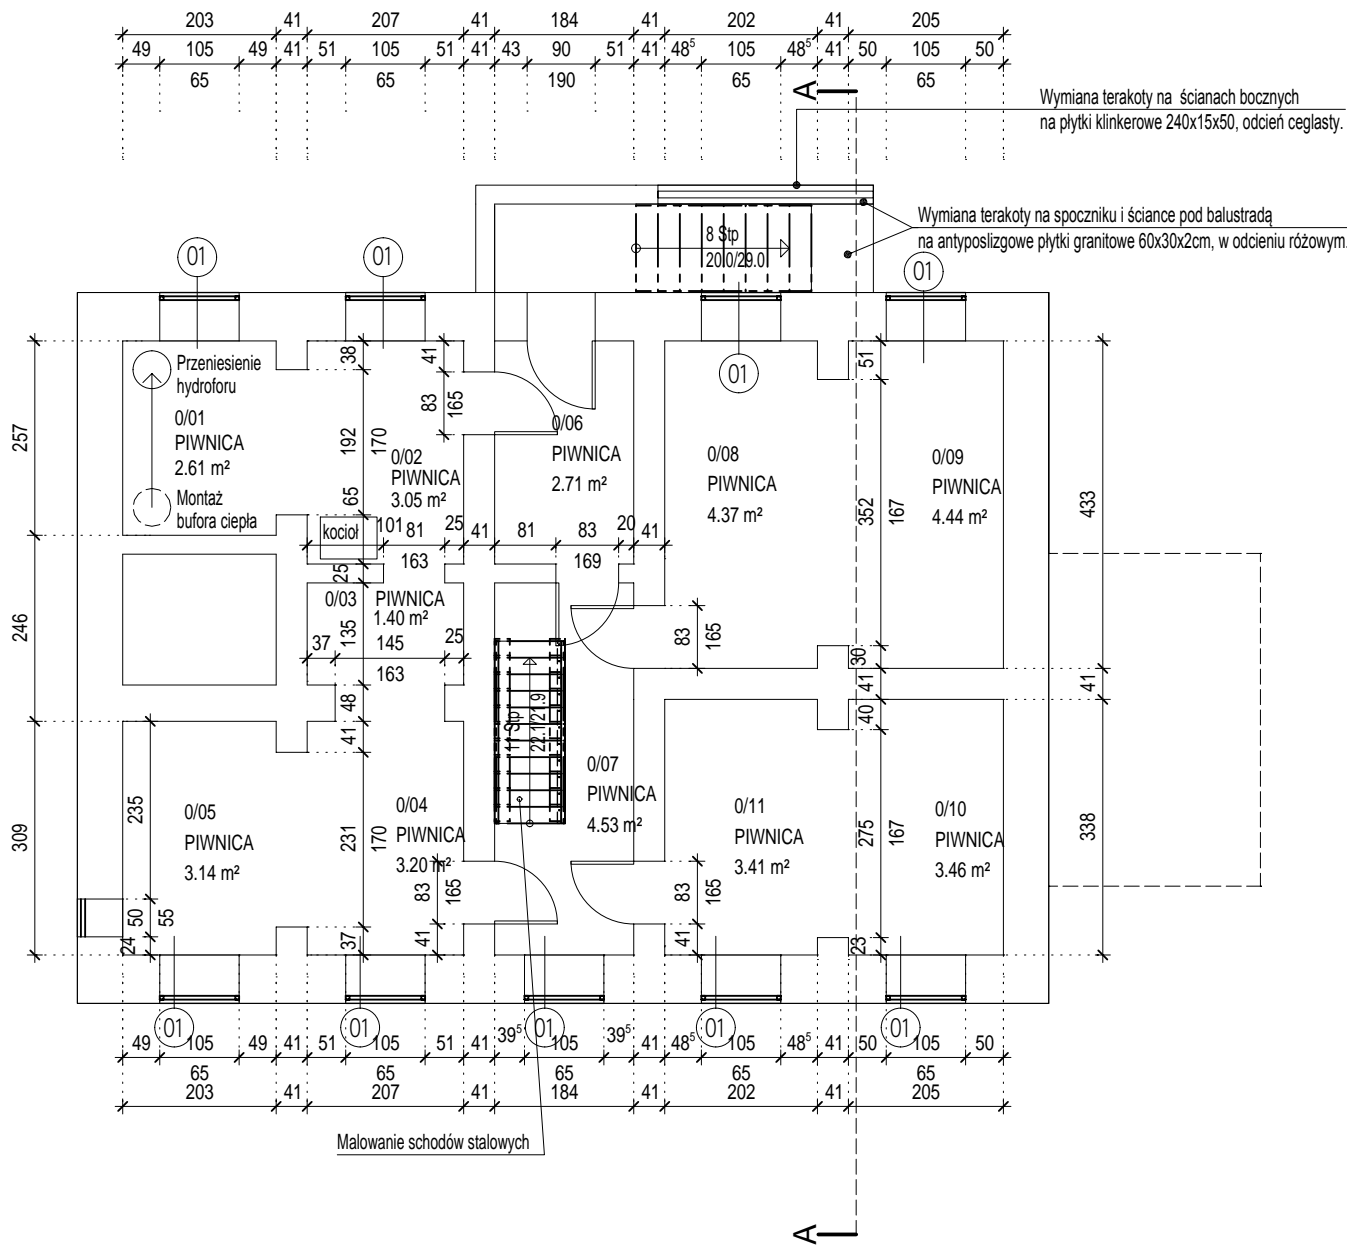 203 41 207 41 184 41 202 41 205
49 105 49 41 51 105 51 41 43 90 51 41 48⁵ 105 48⁵ 41 50 105 50
65 65 190 65 65
A
Wymiana terakoty na ścianach bocznych
na płytki klinkerowe 240x15x50, odcień ceglasty.
Wymiana terakoty na spoczniku i ściance pod balustradą
na antyposlizgowe płytki granitowe 60x30x2cm, w odcieniu różowym.
8 Stp
20.0/29.0
01 01 01
01
Przeniesienie
hydroforu
0/01
PIWNICA
2.61 m²
Montaż
bufora ciepła
38
192 170
65
0/02
PIWNICA
3.05 m²
41
83 165
0/06
PIWNICA
2.71 m²
0/08
PIWNICA
4.37 m²
51
352 167
0/09
PIWNICA
4.44 m²
257
433
kocioł
101 81 25 41 81 83 20 41
163 169
25
0/03 PIWNICA
1.40 m²
135
37 145 25
163
246
83 165
30
41
40
41
48
41
11 Stp
22.1/21.9
0/07
PIWNICA
4.53 m²
0/05
PIWNICA
3.14 m²
235
309
50 55
24
0/04
PIWNICA
3.20 m²
231 170
83 165
37 41
0/11
PIWNICA
3.41 m²
83 165
41
275 167
23
0/10
PIWNICA
3.46 m²
338
01 01 01 01 01
49 105 49 41 51 105 51 41 39⁵ 105 39⁵ 41 48⁵ 105 48⁵ 41 50 105 50
65 65 65 65 65
203 41 207 41 184 41 202 41 205
Malowanie schodów stalowych
A